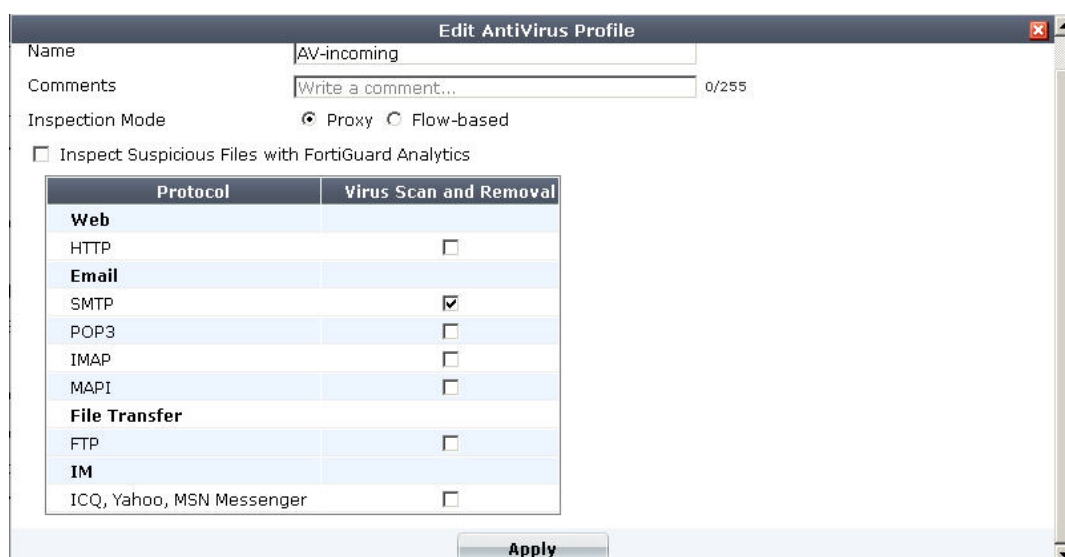 Edit AntiVirus Profile
Name AV-incoming
Comments Write a comment... 0/255
Inspection Mode Proxy Flow-based
Inspect Suspicious Files with FortiGuard Analytics
Protocol Virus Scan and Removal
Web
HTTP
Email
SMTP
POP3
IMAP
MAPI
File Transfer
FTP
IM
ICQ, Yahoo, MSN Messenger
Apply